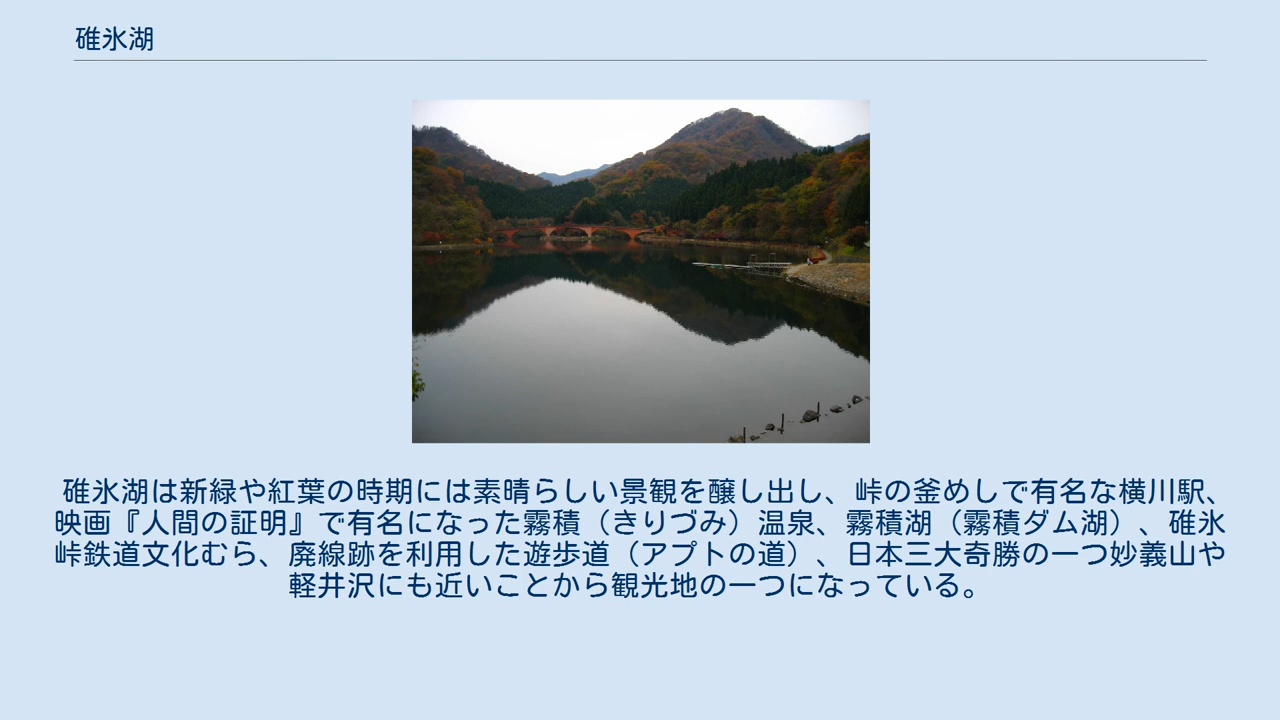 碓氷湖
碓氷湖は新緑や紅葉の時期には素晴らしい景観を醸し出し、峠の釜めしで有名な横川駅、
映画『人間の証明』で有名になった霧積（きりづみ）温泉、霧積湖（霧積ダム湖）、碓氷
峠鉄道文化むら、廃線跡を利用した遊歩道（アプトの道）、日本三大奇勝の一つ妙義山や
軽井沢にも近いことから観光地の一つになっている。